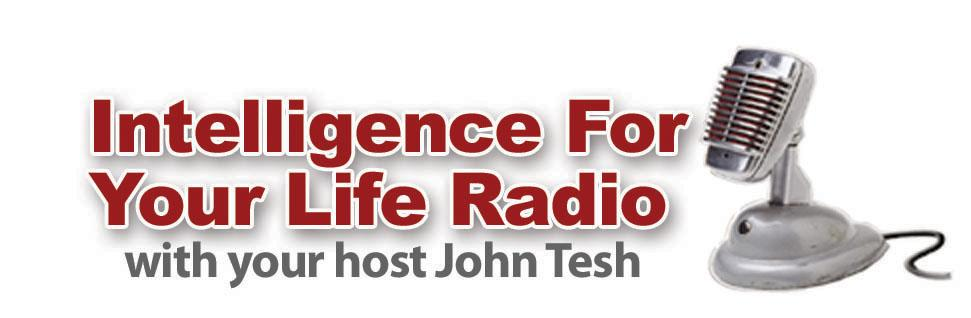 Intelligence For
Your Life Radio
with your host John Tesh